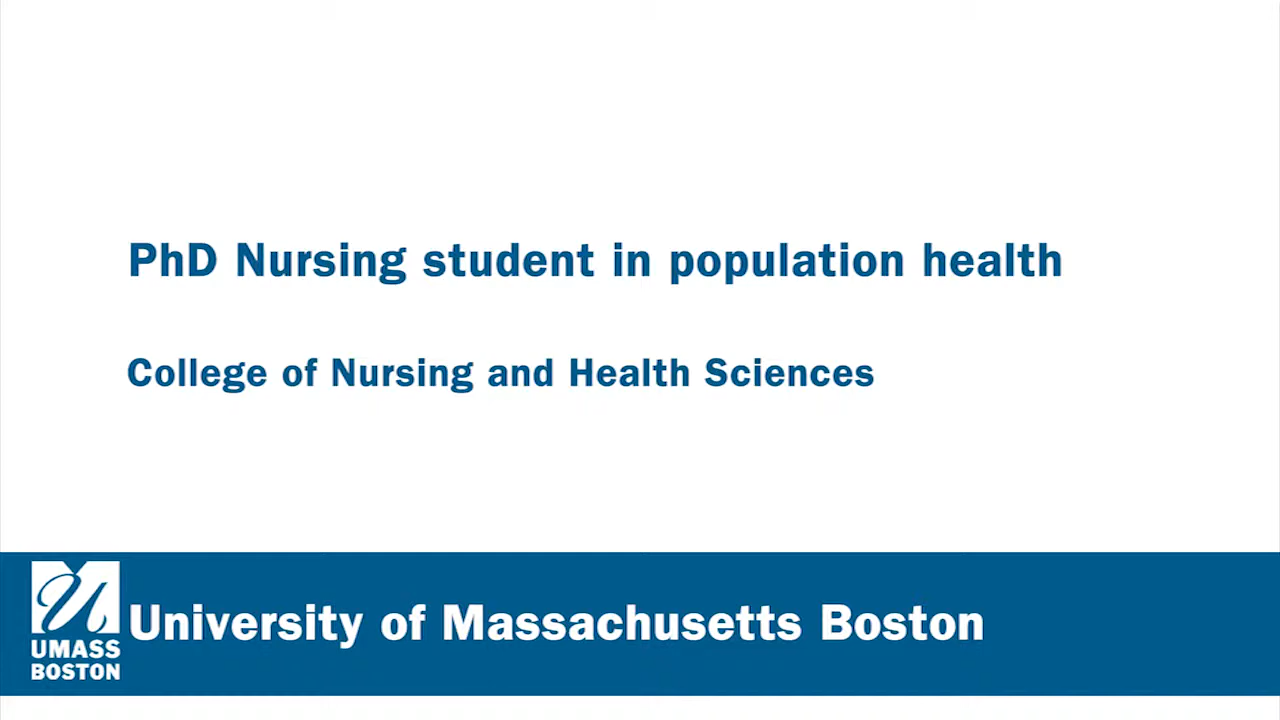 PhD Nursing student in population health
College of Nursing and Health Sciences
University of Massachusetts Boston
UMASS
BOSTON